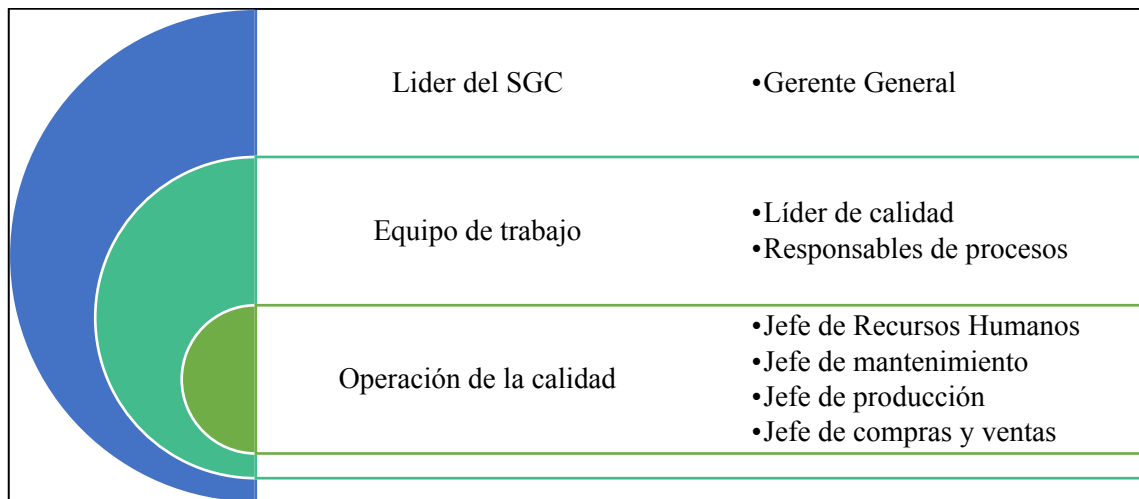 Lider del SGC
•Gerente General
Equipo de trabajo
•Líder de calidad
•Responsables de procesos
Operación de la calidad
•Jefe de Recursos Humanos
•Jefe de mantenimiento
•Jefe de producción
•Jefe de compras y ventas